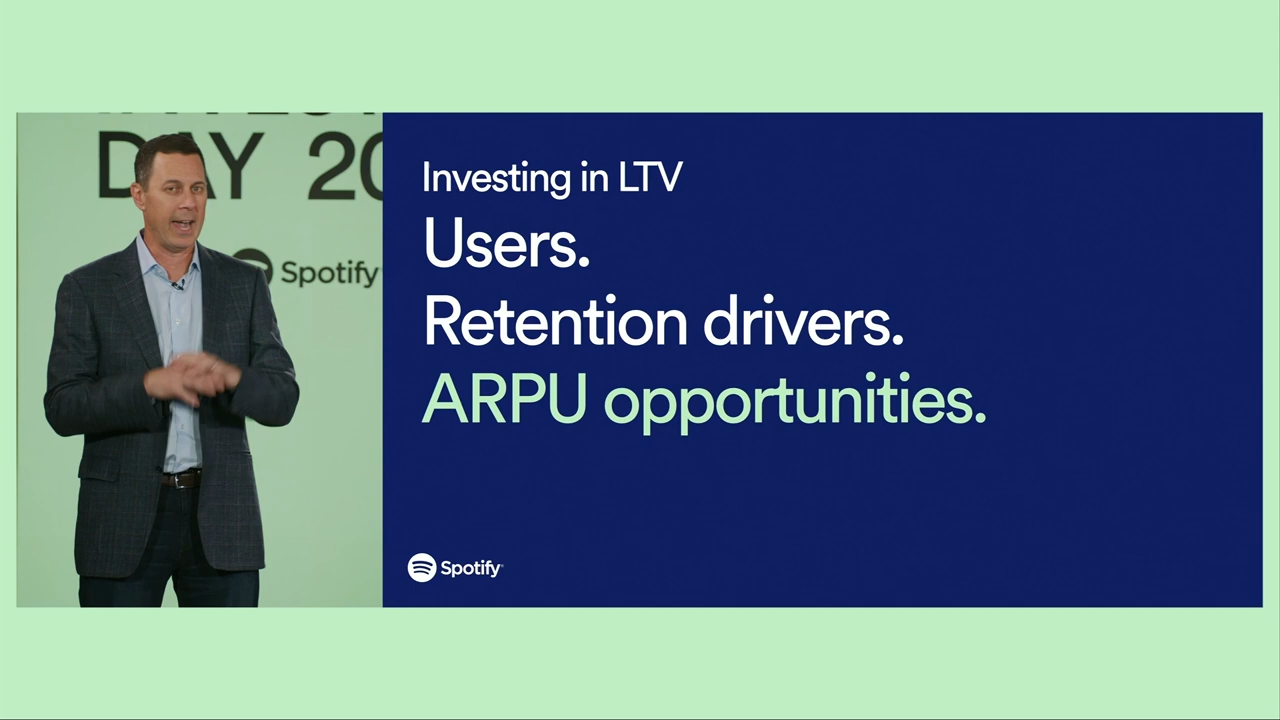 DAY 20
Spotify
Investing in LTV
Users.
Retention drivers.
ARPU opportunities.
Spotify